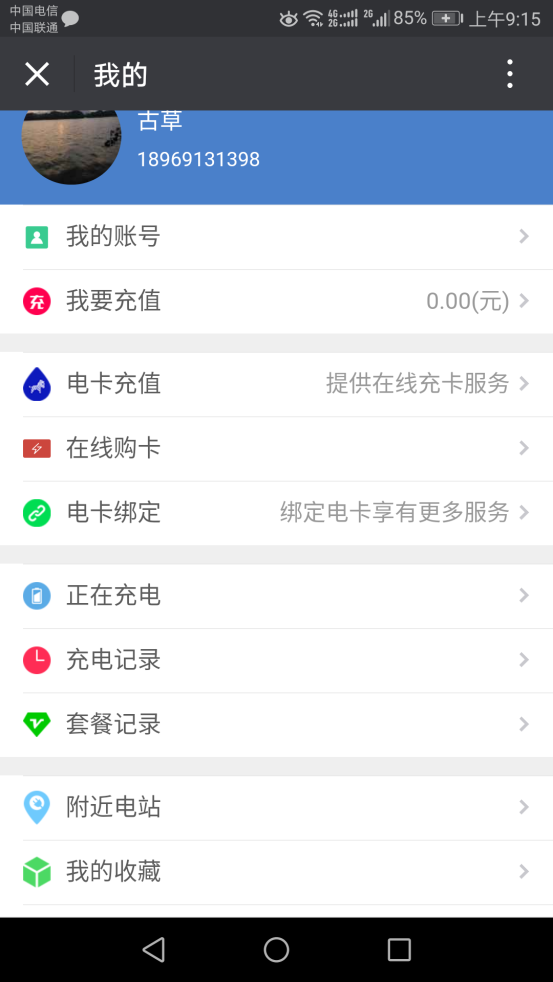 中国电信
中国联通
4G
2G
2G
85%
上午9:15
我的
古草
18969131398
我的账号
充
我要充值
0.00(元)
电卡充值
提供在线充卡服务
在线购卡
电卡绑定
绑定电卡享有更多服务
正在充电
充电记录
套餐记录
附近电站
我的收藏